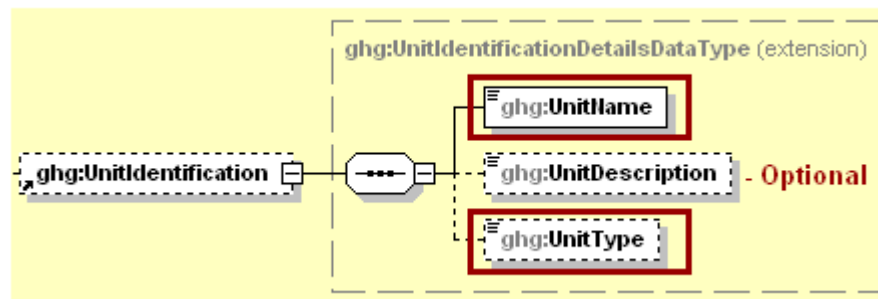 ghg:UnitIdentificationDetailsDataType (extension)
ghg:UnitName
ghg:UnitIdentification
ghg:UnitDescription - Optional
ghg:UnitType